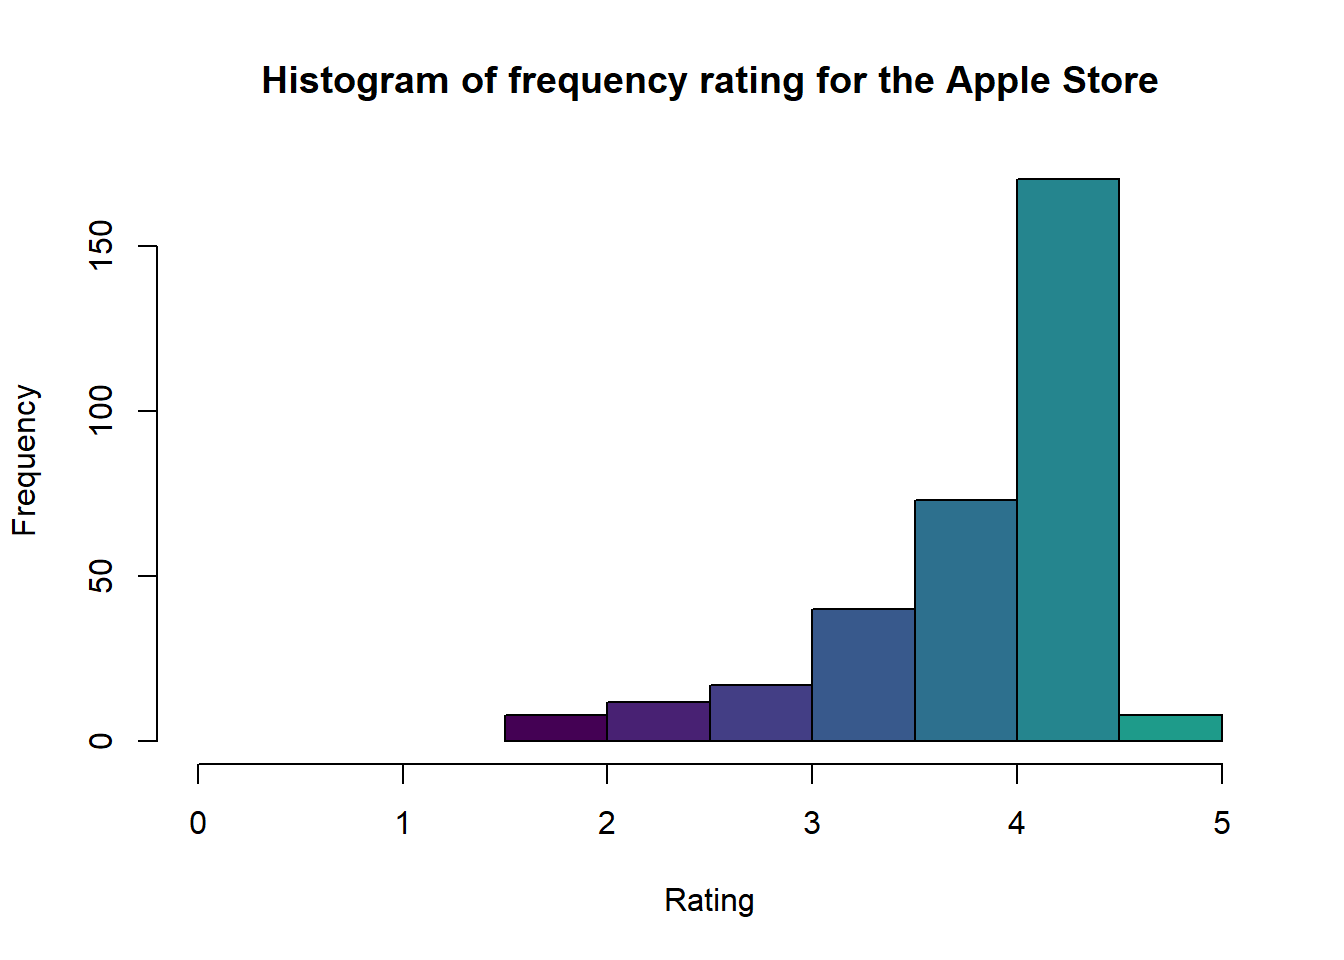 Histogram of frequency rating for the Apple Store
Frequency
150
100
50
0
0 1 2 3 4 5
Rating